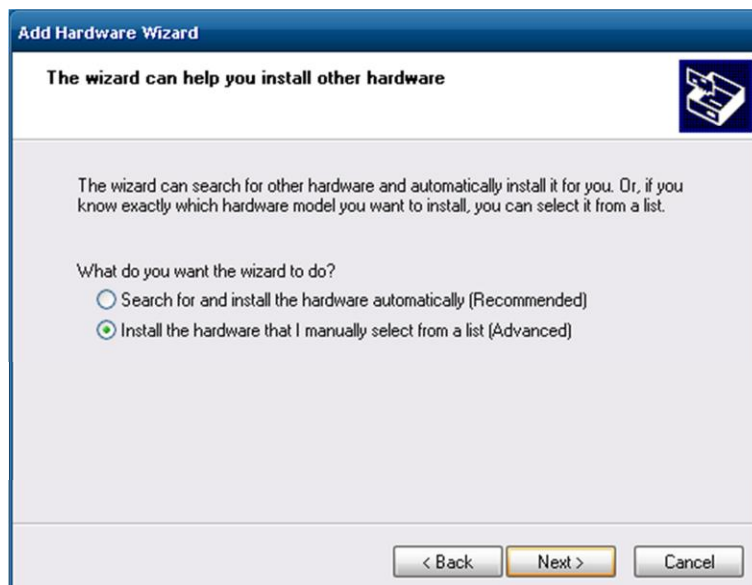 Add Hardware Wizard
The wizard can help you install other hardware
The wizard can search for other hardware and automatically install it for you. Or, if you
know exactly which hardware model you want to install, you can select it from a list.
What do you want the wizard to do?
Search for and install the hardware automatically (Recommended)
Install the hardware that I manually select from a list (Advanced)
< Back Next > Cancel